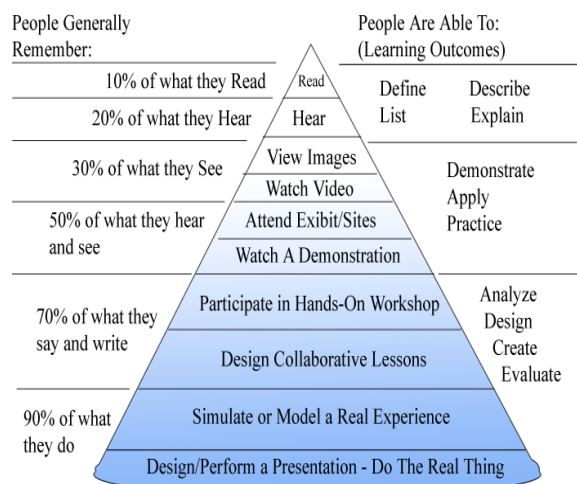 People Generally
Remember:
10% of what they Read
20% of what they Hear
30% of what they See
50% of what they hear
and see
70% of what they
say and write
90% of what
they do
Read
Hear
View Images
Watch Video
Attend Exibit/Sites
Watch A Demonstration
Participate in Hands-On Workshop
Design Collaborative Lessons
Simulate or Model a Real Experience
Design/Perform a Presentation - Do The Real Thing
People Are Able To:
(Learning Outcomes)
Define Describe
List Explain
Demonstrate
Apply
Practice
Analyze
Design
Create
Evaluate